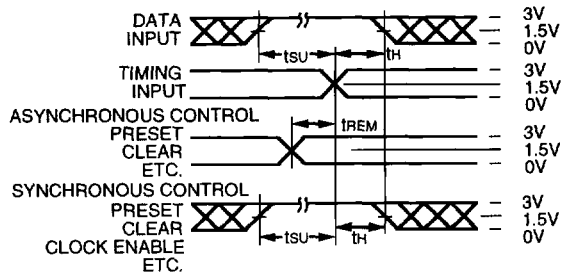 DATA
INPUT
3V
1.5V
0V
tSU
tH
TIMING
INPUT
3V
1.5V
0V
ASYNCHRONOUS CONTROL
PRESET
CLEAR
ETC.
tREM
3V
1.5V
0V
SYNCHRONOUS CONTROL
PRESET
CLEAR
CLOCK ENABLE
ETC.
tSU
tH
3V
1.5V
0V